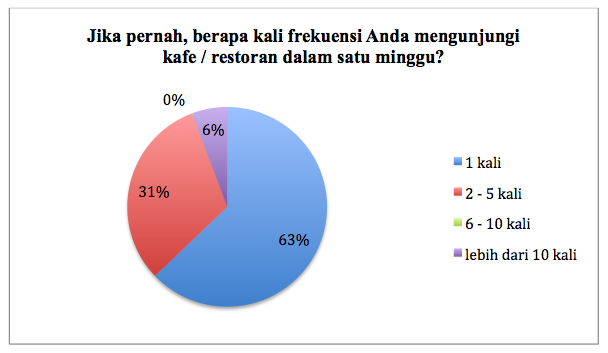 Jika pernah, berapa kali frekuensi Anda mengunjungi
kafe / restoran dalam satu minggu?
0%
6%
31%
63%
1 kali
2 - 5 kali
6 - 10 kali
lebih dari 10 kali